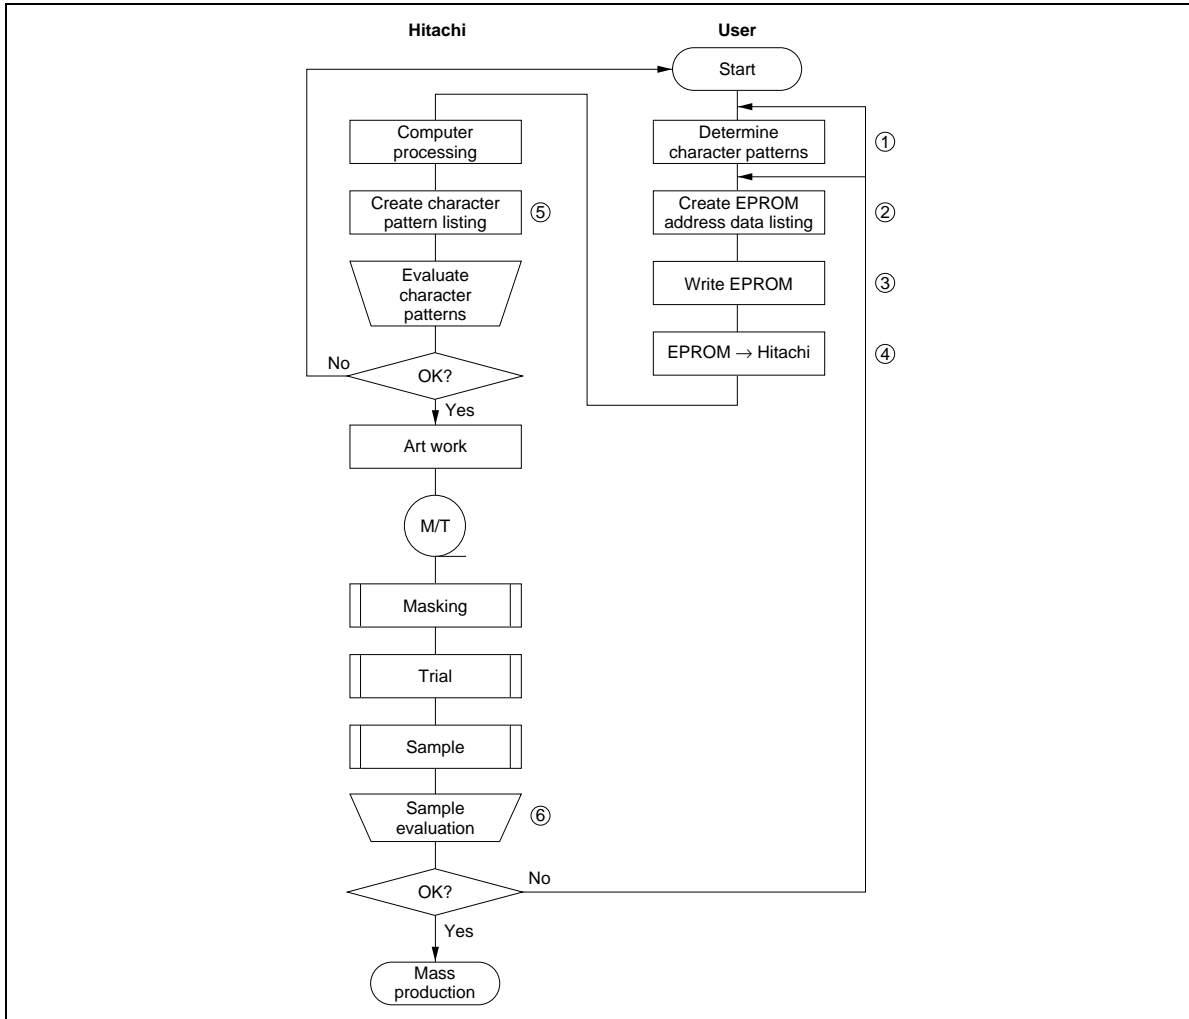 Hitachi
User
Start
Determine
character patterns
①
Create EPROM
address data listing
②
Write EPROM
③
EPROM → Hitachi
④
Computer
processing
Create character
pattern listing
⑤
Evaluate
character
patterns
No
OK?
Yes
Art work
M/T
Masking
Trial
Sample
Sample
evaluation
⑥
OK?
No
Yes
Mass
production